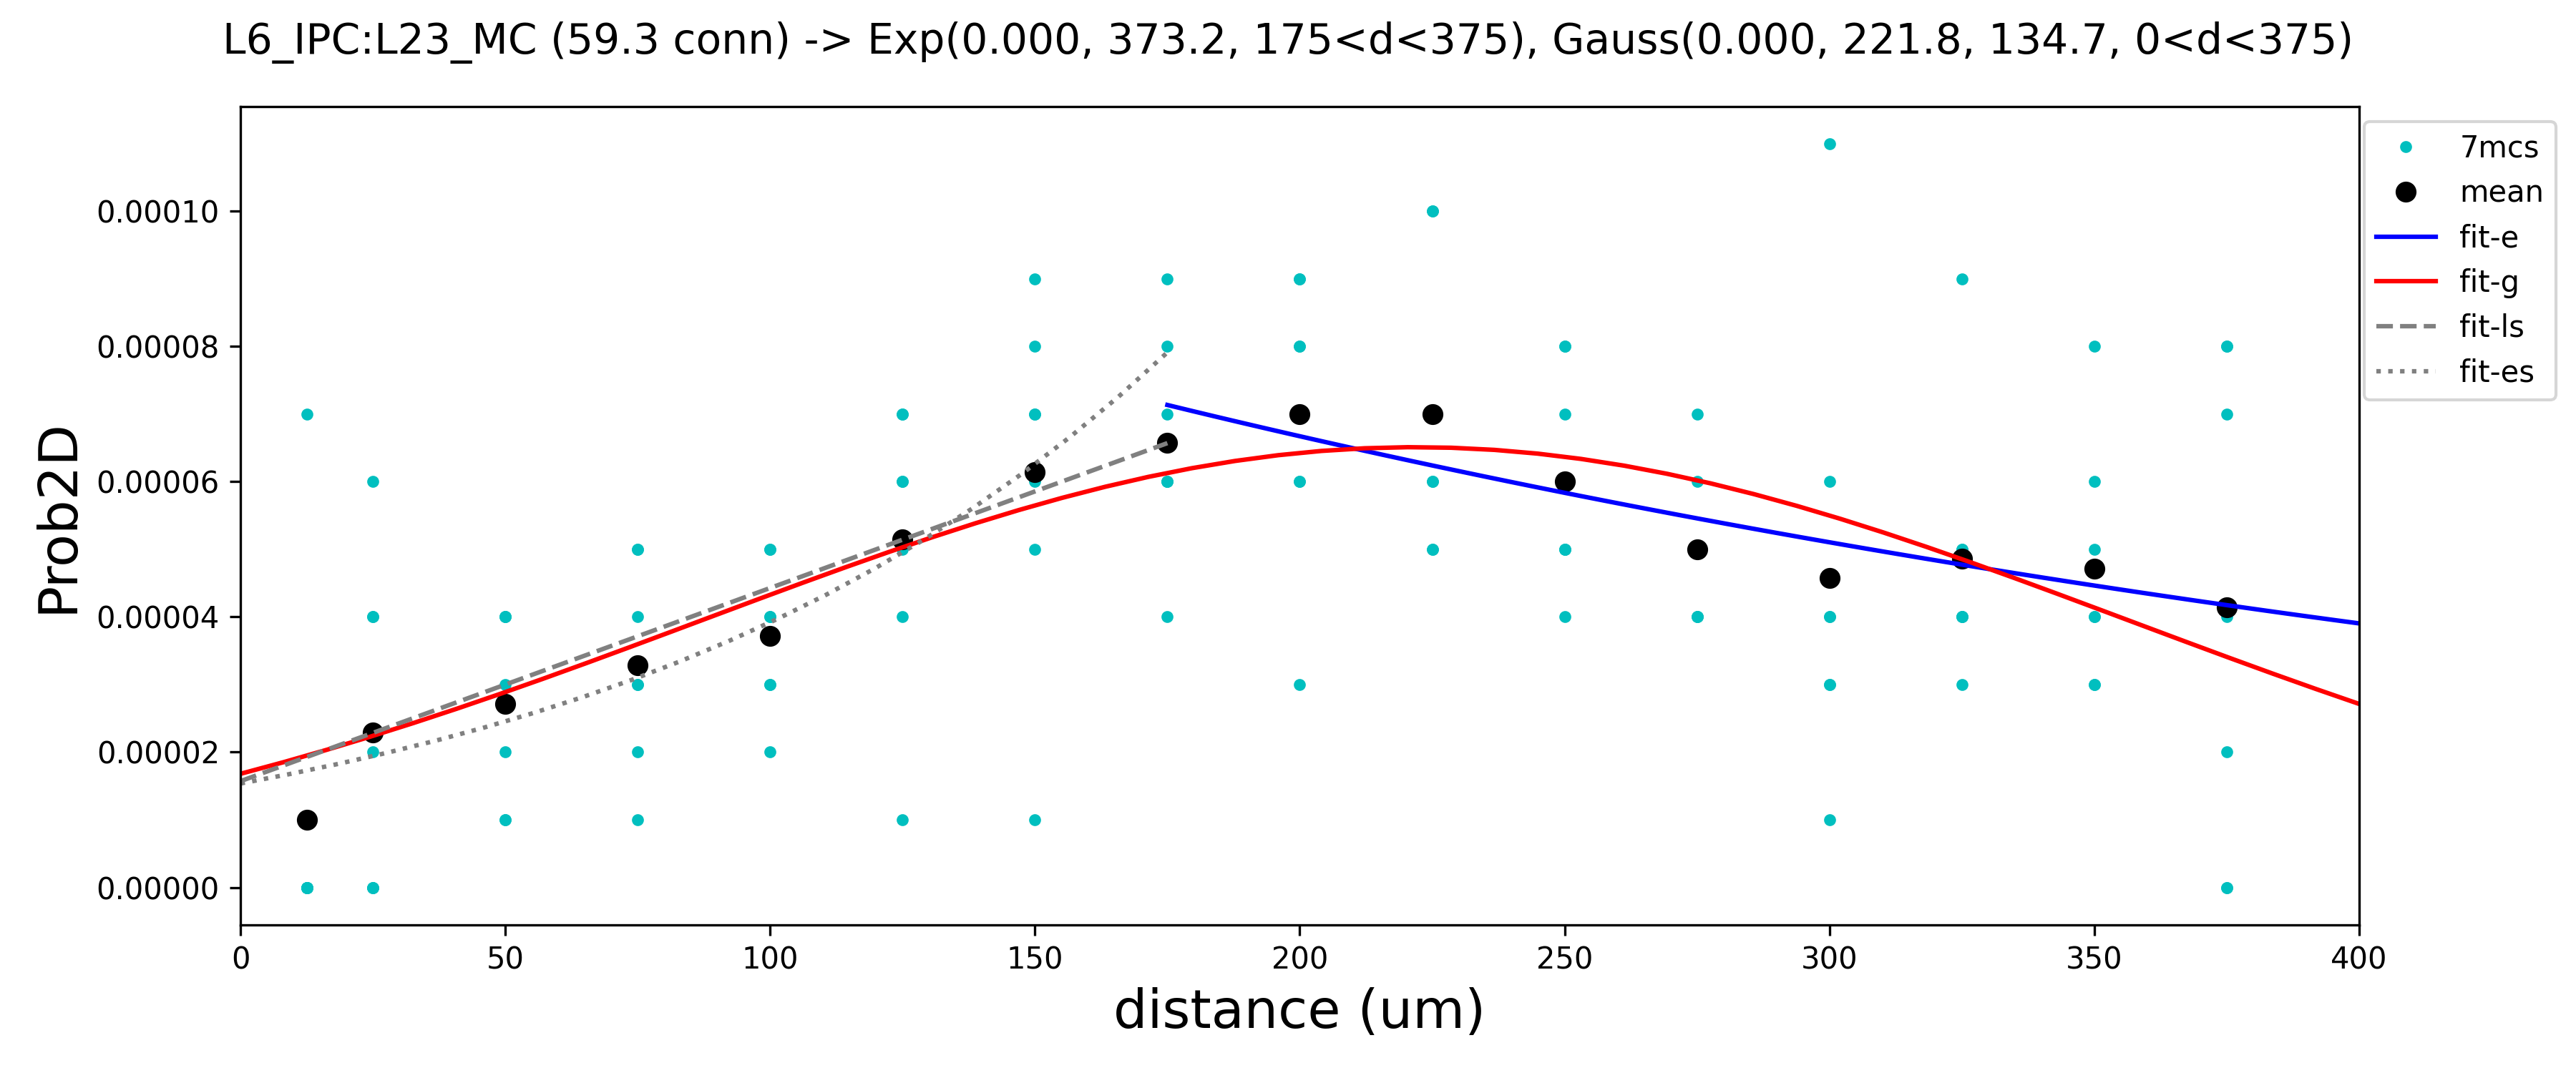 L6_IPC:L23_MC (59.3 conn) -> Exp(0.000, 373.2, 175<d<375), Gauss(0.000, 221.8, 134.7, 0<d<375)
7mcs
mean
fit-e
fit-g
fit-ls
fit-es
Prob2D
0.00010
0.00008
0.00006
0.00004
0.00002
0.00000
0 50 100 150 200 250 300 350 400
distance (um)